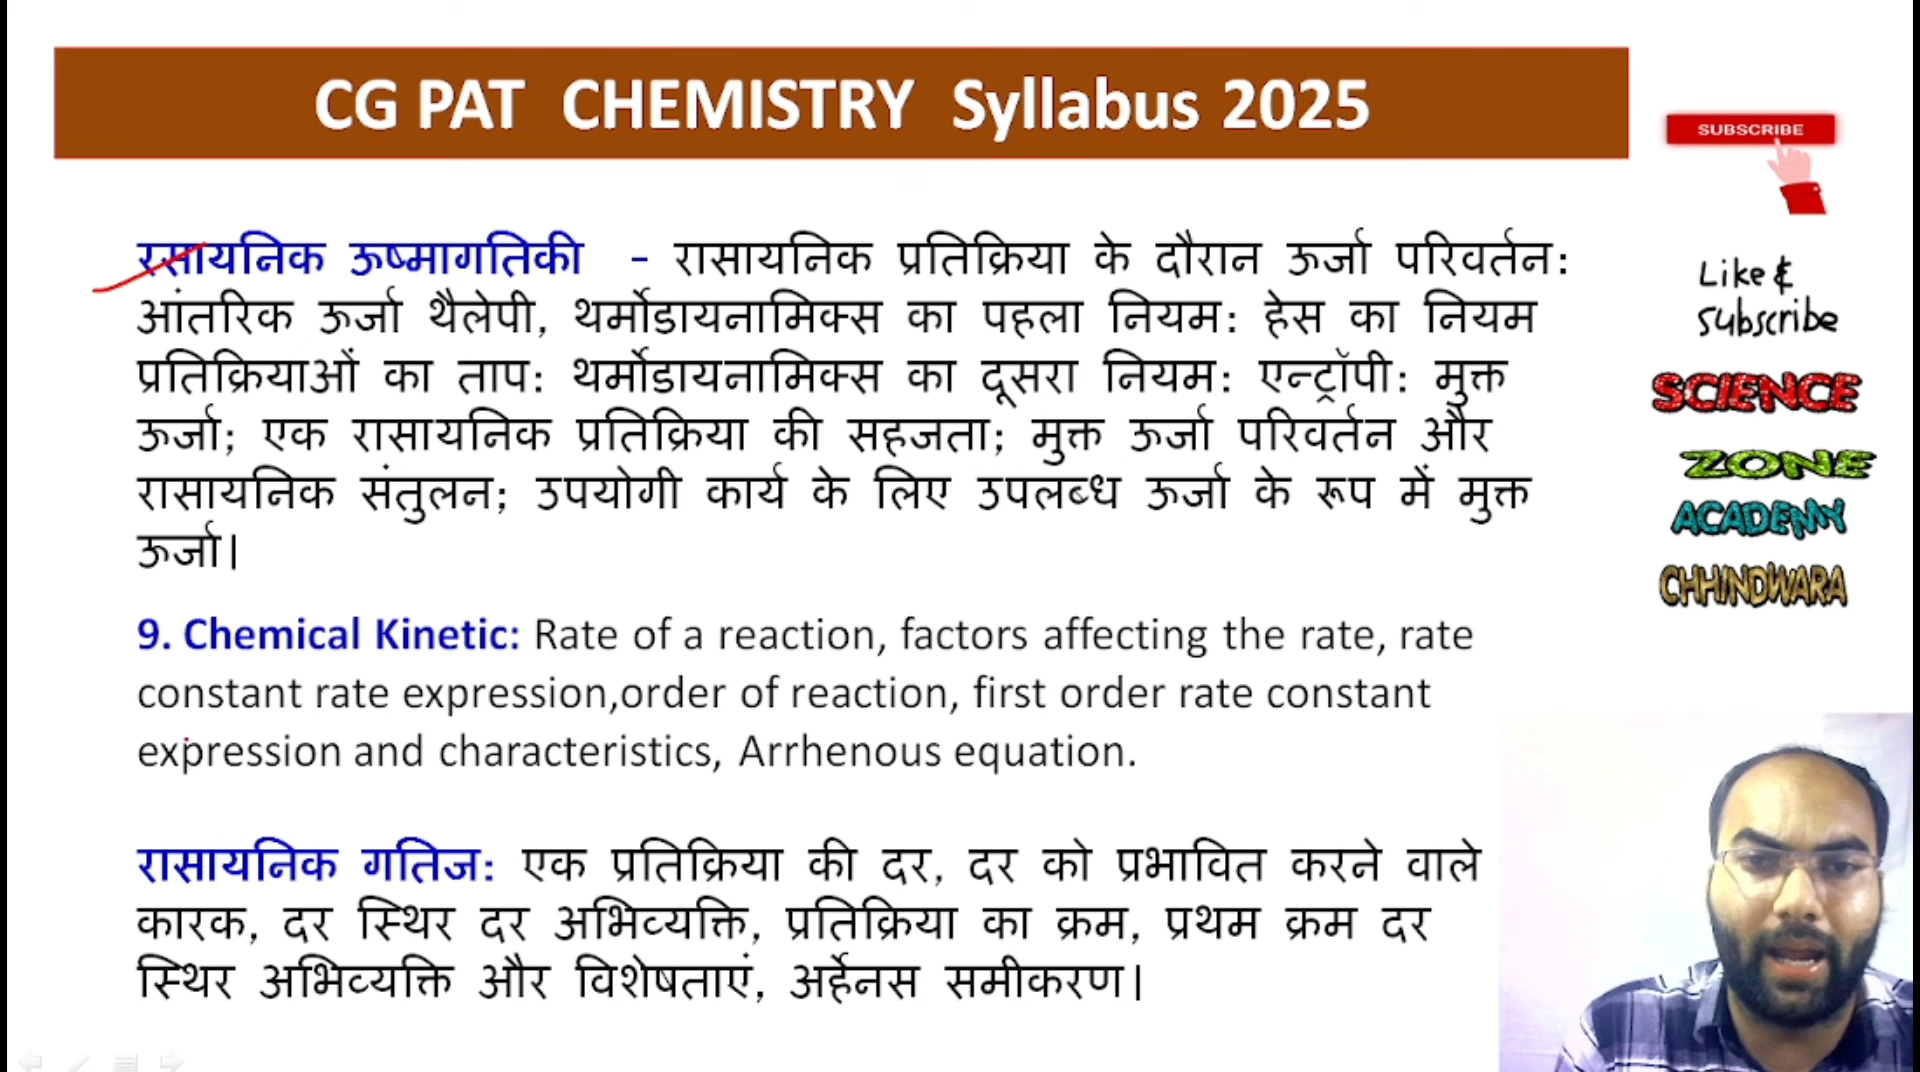 CG PAT CHEMISTRY Syllabus 2025
SUBSCRIBE
रसायनिक ऊष्मागतिकी - रासायनिक प्रतिक्रिया के दौरान ऊर्जा परिवर्तन:
आंतरिक ऊर्जा थैलेपी, थर्मोडायनामिक्स का पहला नियम: हेस का नियम
प्रतिक्रियाओं का ताप: थर्मोडायनामिक्स का दूसरा नियम: एन्ट्रॉपी: मुक्त
ऊर्जा; एक रासायनिक प्रतिक्रिया की सहजता; मुक्त ऊर्जा परिवर्तन और
रासायनिक संतुलन; उपयोगी कार्य के लिए उपलब्ध ऊर्जा के रूप में मुक्त
ऊर्जा।
9. Chemical Kinetic: Rate of a reaction, factors affecting the rate, rate
constant rate expression,order of reaction, first order rate constant
expression and characteristics, Arrhenous equation.
रासायनिक गतिज: एक प्रतिक्रिया की दर, दर को प्रभावित करने वाले
कारक, दर स्थिर दर अभिव्यक्ति, प्रतिक्रिया का क्रम, प्रथम क्रम दर
स्थिर अभिव्यक्ति और विशेषताएं, अर्हेनस समीकरण।
Like &
Subscribe
SCIENCE
ZONE
ACADEMY
CHHINDWARA